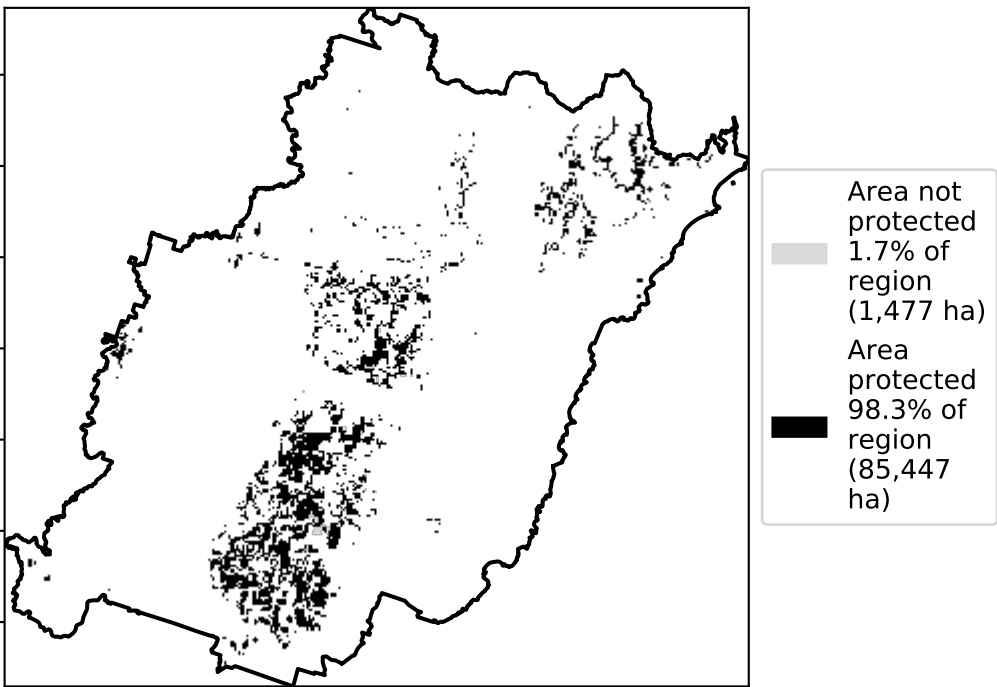 Area not
protected
1.7% of
region
(1,477 ha)
Area
protected
98.3% of
region
(85,447
ha)